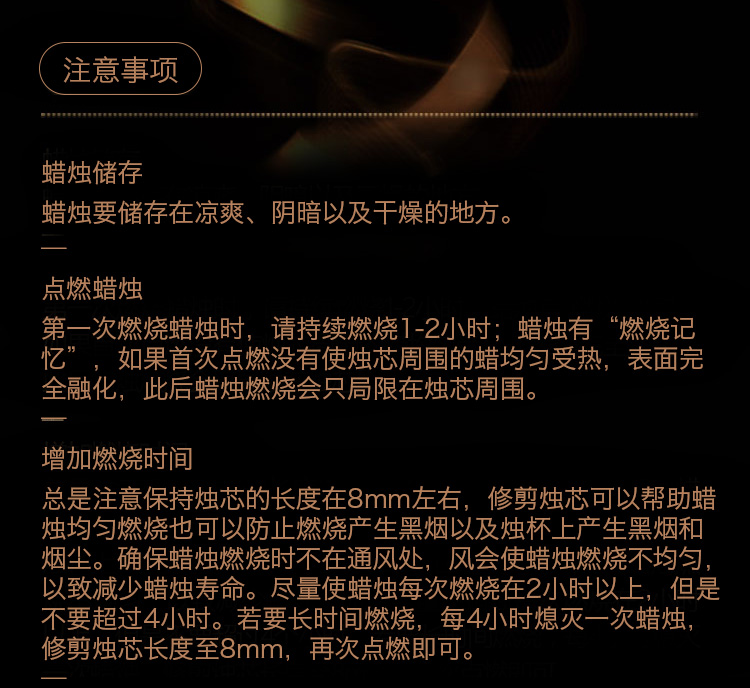 注意事项
蜡烛储存
蜡烛要储存在凉爽、阴暗以及干燥的地方。
点燃蜡烛
第一次燃烧蜡烛时，请持续燃烧1-2小时；蜡烛有“燃烧记
忆”，如果首次点燃没有使烛芯周围的蜡均匀受热，表面完
全融化，此后蜡烛燃烧会只局限在烛芯周围。
增加燃烧时间
总是注意保持烛芯的长度在8mm左右，修剪烛芯可以帮助蜡
烛均匀燃烧也可以防止燃烧产生黑烟以及烛杯上产生黑烟和
烟尘。确保蜡烛燃烧时不在通风处，风会使蜡烛燃烧不均匀，
以致减少蜡烛寿命。尽量使蜡烛每次燃烧在2小时以上，但是
不要超过4小时。若要长时间燃烧，每4小时熄灭一次蜡烛，
修剪烛芯长度至8mm，再次点燃即可。